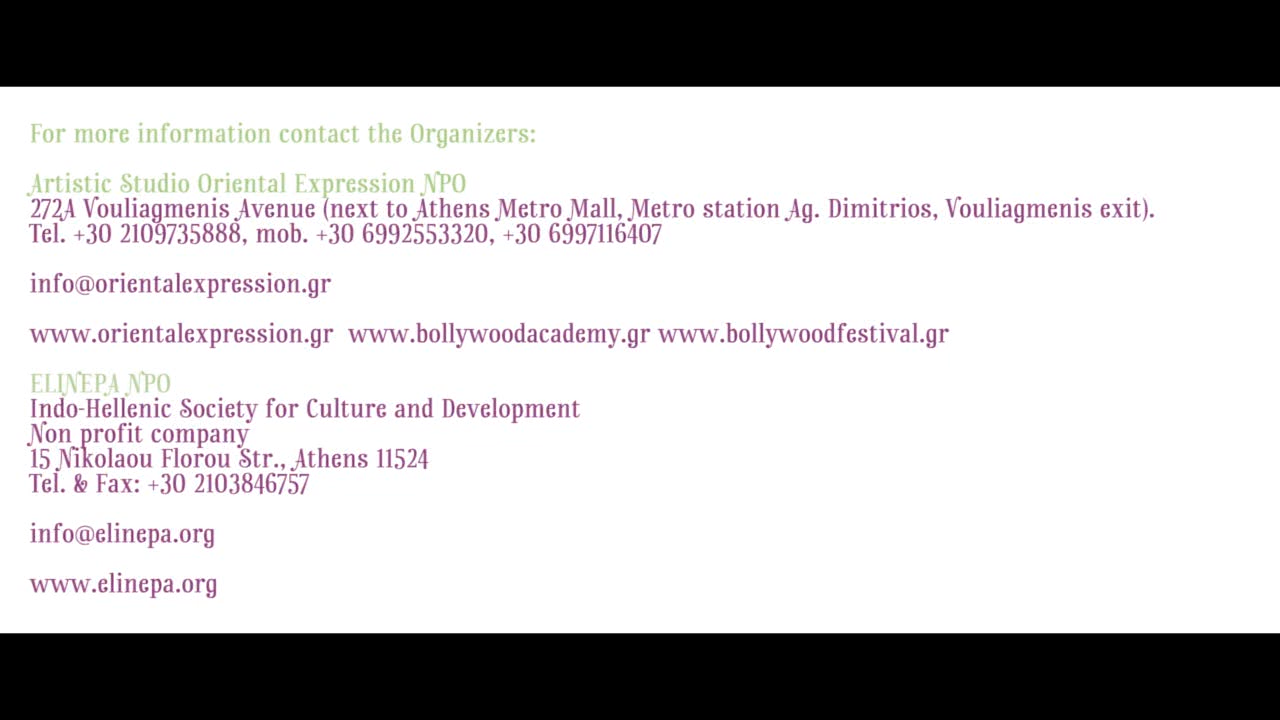 For more information contact the Organizers:
Artistic Studio Oriental Expression NPO
272A Vouliagmenis Avenue (next to Athens Metro Mall, Metro station Ag. Dimitrios, Vouliagmenis exit).
Tel. +30 2109735888, mob. +30 6992553320, +30 6997116407
info@orientalexpression.gr
www.orientalexpression.gr  www.bollywoodacademy.gr www.bollywoodfestival.gr
ELINEPA NPO
Indo-Hellenic Society for Culture and Development
Non profit company
15 Nikolaou Florou Str., Athens 11524
Tel. & Fax: +30 2103846757
info@elinepa.org
www.elinepa.org